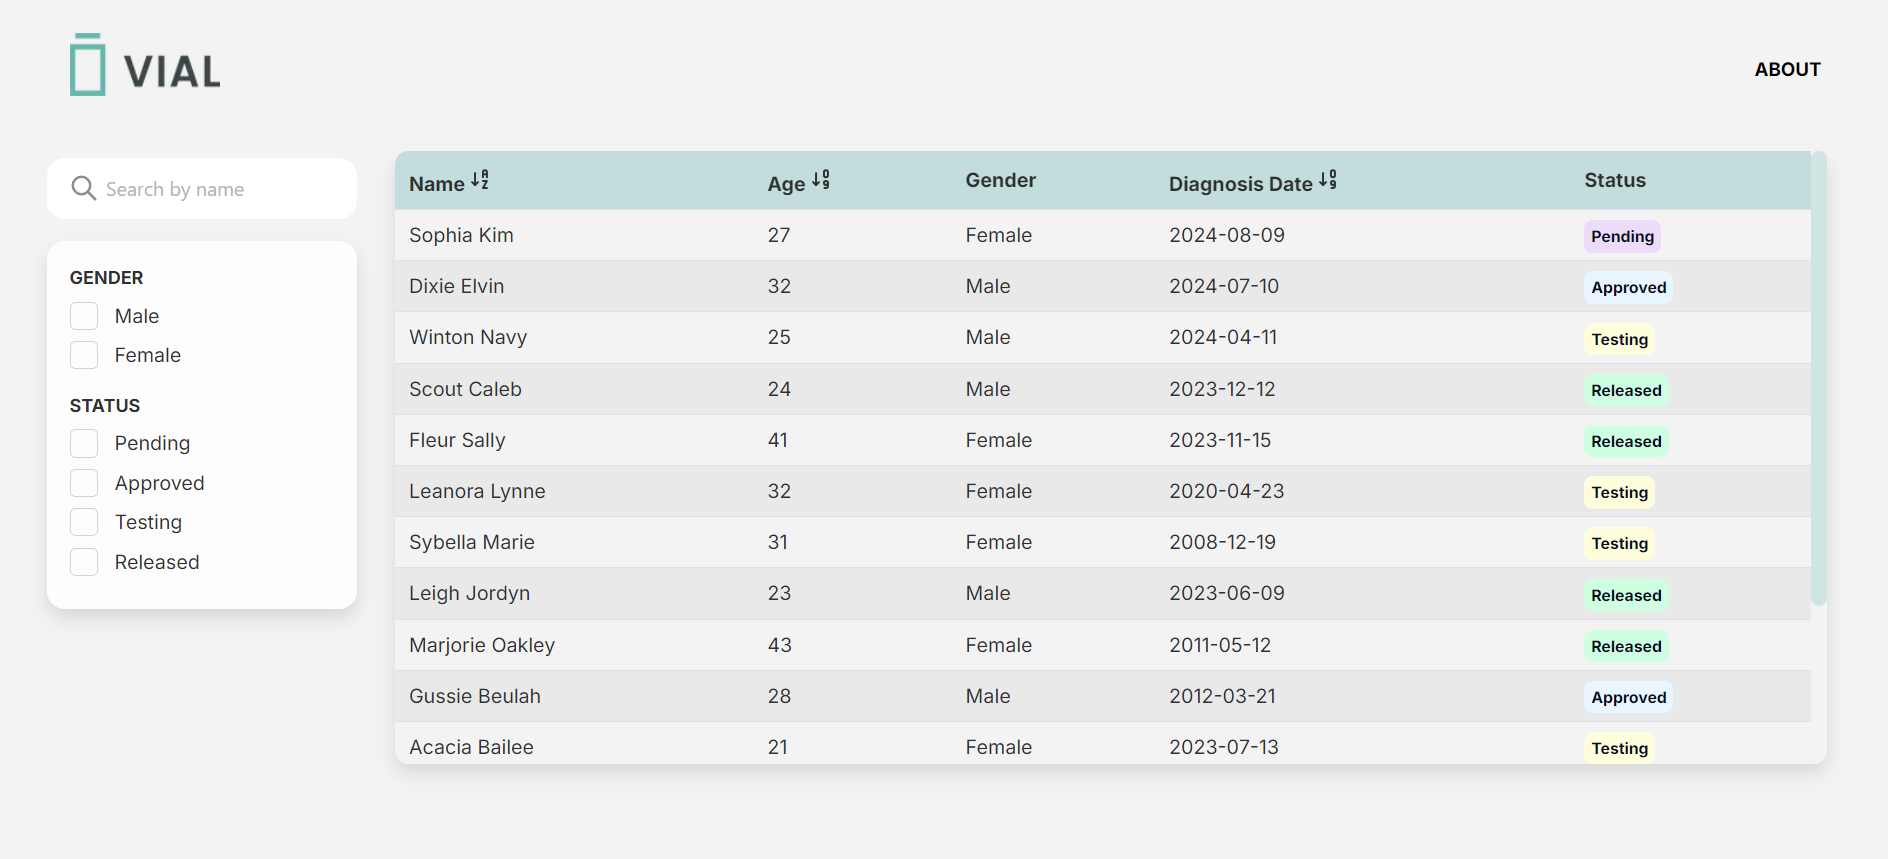 VIAL
ABOUT
Search by name
GENDER
Male
Female
STATUS
Pending
Approved
Testing
Released
Name Age Gender Diagnosis Date Status
Sophia Kim 27 Female 2024-08-09 Pending
Dixie Elvin 32 Male 2024-07-10 Approved
Winton Navy 25 Male 2024-04-11 Testing
Scout Caleb 24 Male 2023-12-12 Released
Fleur Sally 41 Female 2023-11-15 Released
Leanora Lynne 32 Female 2020-04-23 Testing
Sybella Marie 31 Female 2008-12-19 Testing
Leigh Jordyn 23 Male 2023-06-09 Released
Marjorie Oakley 43 Female 2011-05-12 Released
Gussie Beulah 28 Male 2012-03-21 Approved
Acacia Bailee 21 Female 2023-07-13 Testing